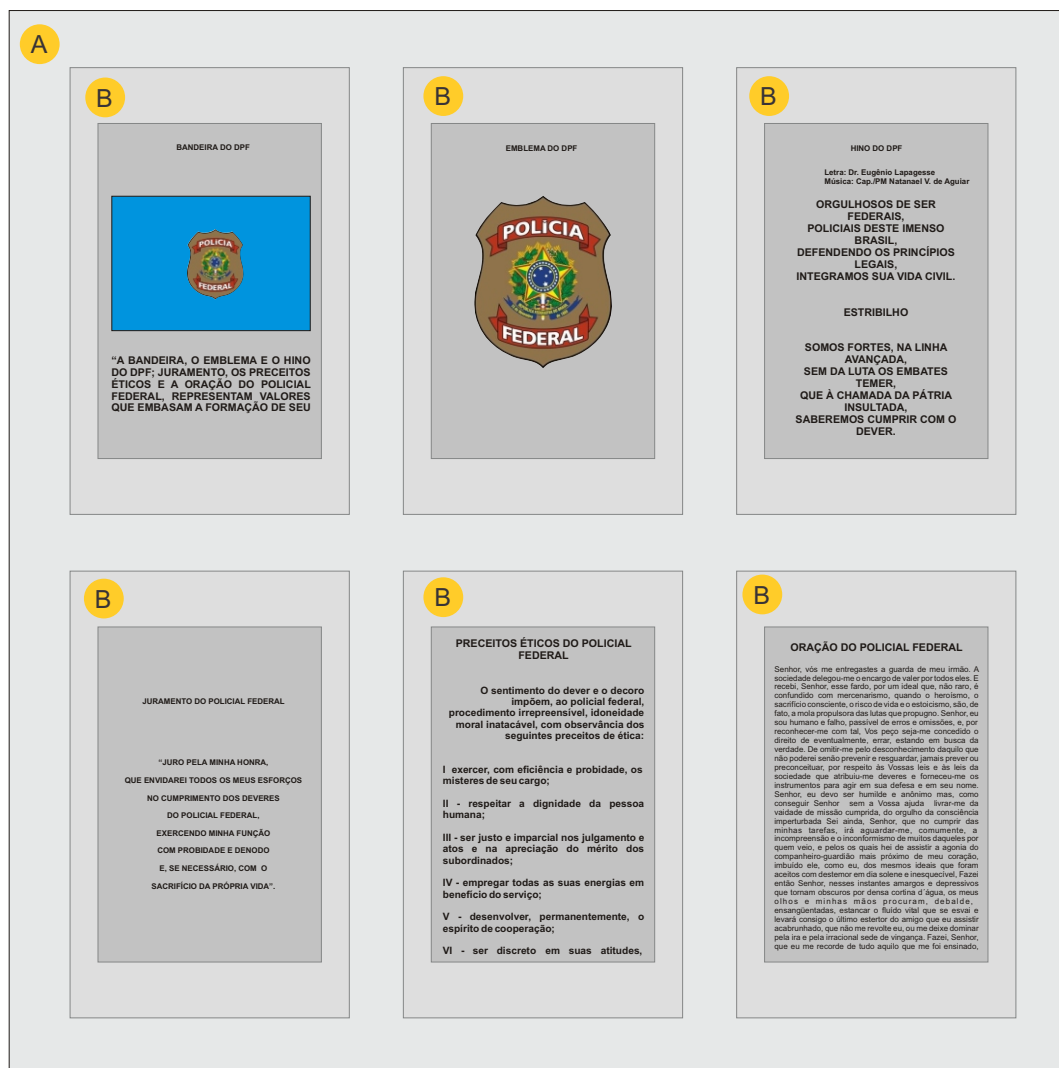 A
B
BANDEIRA DO DPF
POLÍCIA
FEDERAL
“A BANDEIRA, O EMBLEMA E O HINO
DO DPF; JURAMENTO, OS PRECEITOS
ÉTICOS E A ORAÇÃO DO POLICIAL
FEDERAL, REPRESENTAM VALORES
QUE EMBASAM A FORMAÇÃO DE SEU
B
EMBLEMA DO DPF
POLÍCIA
FEDERAL
B
HINO DO DPF
Letra: Dr. Eugênio Lapagesse
Música: Cap./PM Natanael V. de Aguiar
ORGULHOSOS DE SER
FEDERAIS,
POLICIAIS DESTE IMENSO
BRASIL,
DEFENDENDO OS PRINCÍPIOS
LEGAIS,
INTEGRAMOS SUA VIDA CIVIL.
ESTRIBILHO
SOMOS FORTES, NA LINHA
AVANÇADA,
SEM DA LUTA OS EMBATES
TEMER,
QUE À CHAMADA DA PÁTRIA
INSULTADA,
SABEREMOS CUMPRIR COM O
DEVER.
B
JURAMENTO DO POLICIAL FEDERAL
“JURO PELA MINHA HONRA,
QUE ENVIDAREI TODOS OS MEUS ESFORÇOS
NO CUMPRIMENTO DOS DEVERES
DO POLICIAL FEDERAL,
EXERCENDO MINHA FUNÇÃO
COM PROBIDADE E DENODO
E, SE NECESSÁRIO, COM O
SACRIFÍCIO DA PRÓPRIA VIDA”.
B
PRECEITOS ÉTICOS DO POLICIAL
FEDERAL
O sentimento do dever e o decoro
impõem, ao policial federal,
procedimento irrepreensivel, idoneidade
moral inatacável, com observância dos
seguintes preceitos de ética:
I exercer, com eficiência e probidade, os
misteres de seu cargo;
II - respeitar a dignidade da pessoa
humana;
III - ser justo e imparcial nos julgamento e
atos e na apreciação do mérito dos
subordinados;
IV - empregar todas as suas energias em
benefício do serviço;
V - desenvolver, permanentemente, o
espírito de cooperação;
VI - ser discreto em suas atitudes,
B
ORAÇÃO DO POLICIAL FEDERAL
Senhor, vós me entregastes a guarda de meu irmão. A
sociedade delegou-me o encargo de valer por todos eles. E
recebi, Senhor, esse fardo, por um ideal que, não raro, é
confundido com mercenarismo, quando o heroísmo, o
sacrifício consciente, o risco de vida e o estoicismo, são, de
fato, a mola propulsora das lutas que propugno. Senhor, eu
sou humano e falho, passível de erros e omissões, e, por
reconhecer-me com tal, Vos peço seja-me concedido o
direito de eventualmente, errar, estando em busca da
verdade. De omitir-me pelo desconhecimento daquilo que
não poderei senão prevenir e resguardar, jamais prever ou
preconceituar, por respeito às Vossas leis e às leis da
sociedade que atribuiu-me deveres e forneceu-me os
instrumentos para agir em sua defesa e em seu nome.
Senhor, eu devo ser humilde e anônimo mas, como
conseguir Senhor sem a Vossa ajuda livrar-me da
vaidade de missão cumprida, do orgulho da consciência
imperturbada Sei ainda, Senhor, que no cumprir das
minhas tarefas, irá aguardar-me, comumente, a
incompreensão e o inconformismo de muitos daqueles por
quem veio, e pelos os quais hei de assistir a agonia do
companheiro-guardião mais próximo de meu coração,
imbuído ele, como eu, dos mesmos ideais que foram
aceitos com destemor em dia solene e inesquecível, Fazei
então Senhor, nesses instantes amargos e depressivos
que tornam obscuros por densa cortina d´água, os meus
olhos e minhas mãos procuram, debalde,
ensangüentadas, estancar o fluído vital que se esvai e
levará consigo o último estertor do amigo que eu assistir
acabrunhado, que não me revolte eu, ou me deixe dominar
pela ira e pela irracional sede de vingança. Fazei, Senhor,
que eu me recorde de tudo aquilo que me foi ensinado,